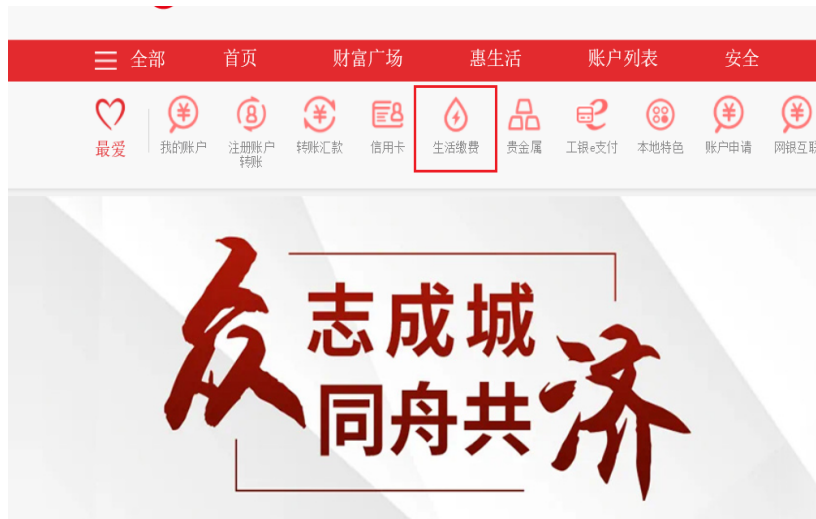 全部 首页 财富广场 惠生活 账户列表 安全
最爱 我的账户 注册账户 转账汇款 信用卡 生活缴费 贵金属 工银e支付 本地特色 账户申请 网银互联
转账
众志成城
同舟共济